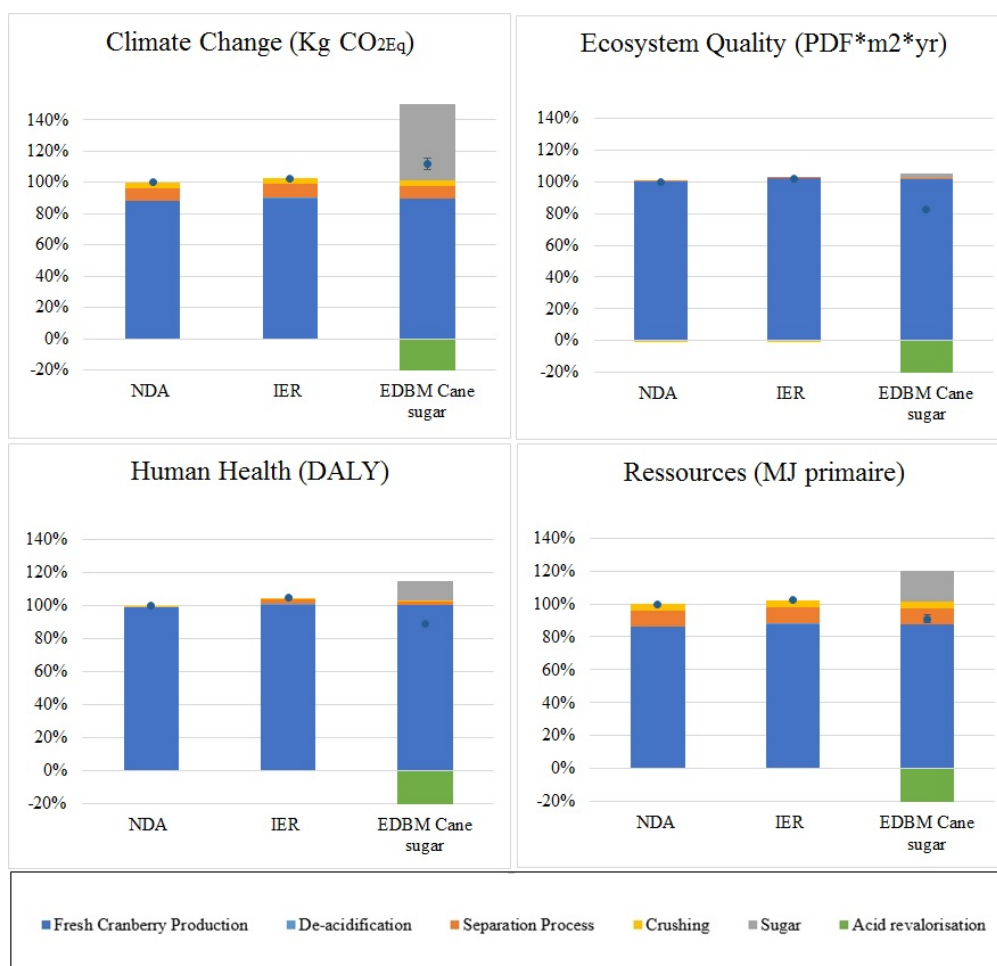 Climate Change (Kg CO2Eq)
140%
120%
100%
80%
60%
40%
20%
0%
-20%
NDA
IER
EDBM Cane
sugar
Ecosystem Quality (PDF*m2*yr)
140%
120%
100%
80%
60%
40%
20%
0%
-20%
NDA
IER
EDBM Cane
sugar
Human Health (DALY)
140%
120%
100%
80%
60%
40%
20%
0%
-20%
NDA
IER
EDBM Cane
sugar
Ressources (MJ primaire)
140%
120%
100%
80%
60%
40%
20%
0%
-20%
NDA
IER
EDBM Cane
sugar
Fresh Cranberry Production De-acidification Separation Process Crushing Sugar Acid revalorisation